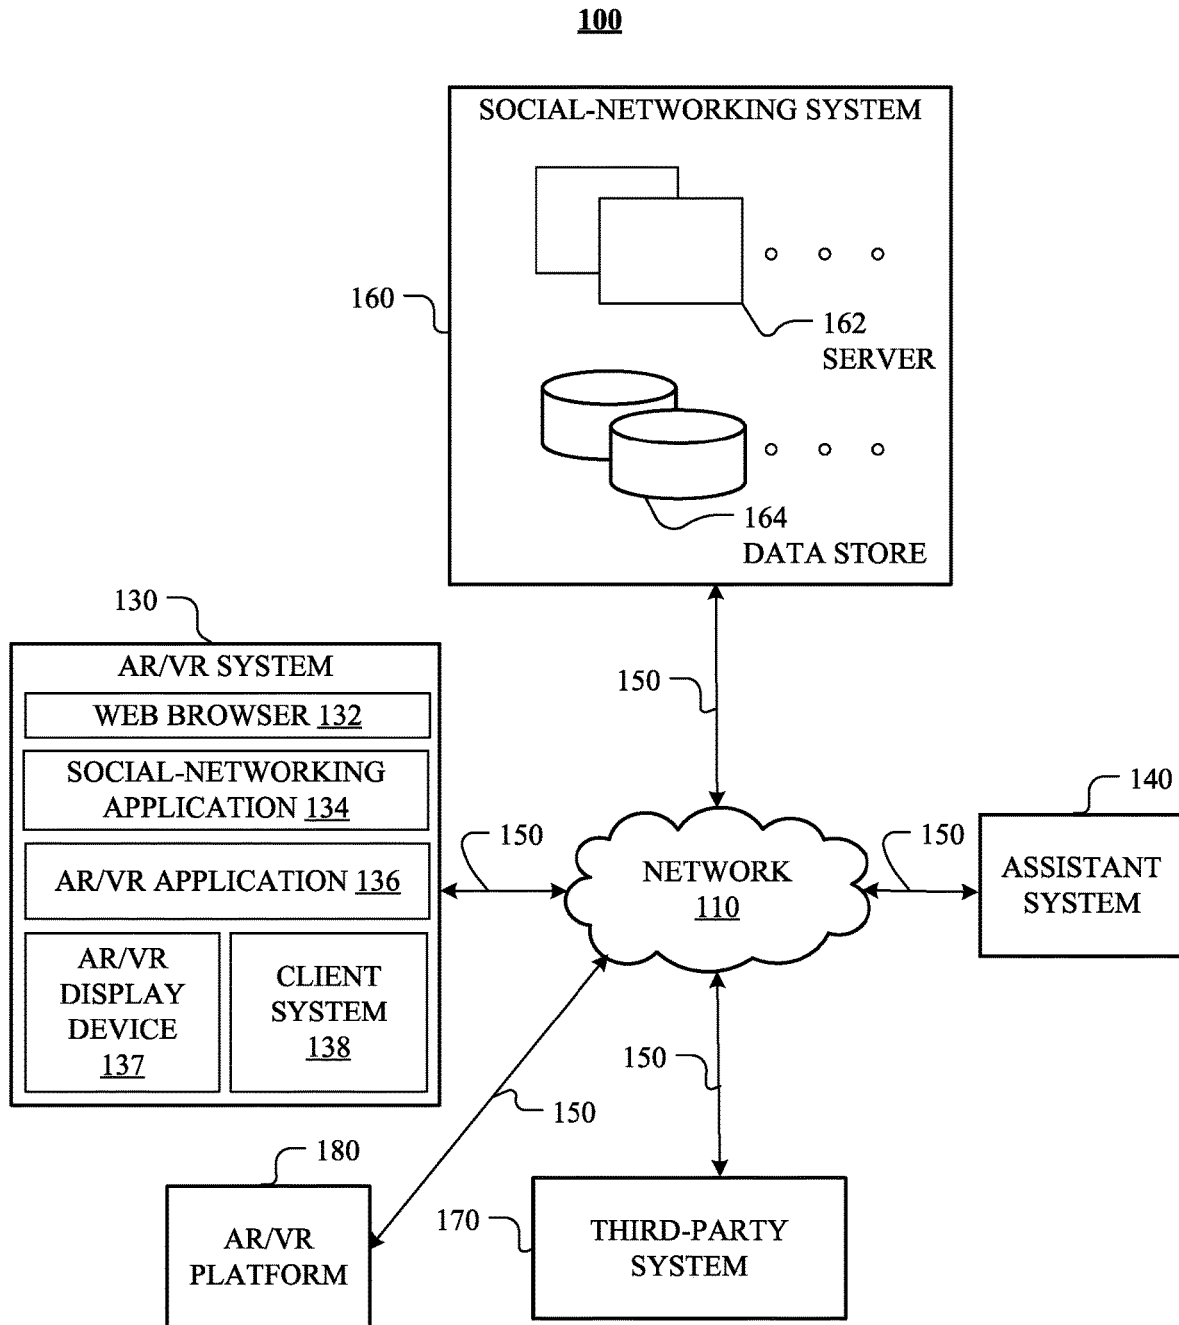 100
SOCIAL-NETWORKING SYSTEM
160
162
SERVER
164
DATA STORE
130
AR/VR SYSTEM
WEB BROWSER 132
SOCIAL-NETWORKING
APPLICATION 134
AR/VR APPLICATION 136
AR/VR
DISPLAY
DEVICE
137
CLIENT
SYSTEM
138
150
150
NETWORK
110
150
140
ASSISTANT
SYSTEM
150
150
180
AR/VR
PLATFORM
170
THIRD-PARTY
SYSTEM